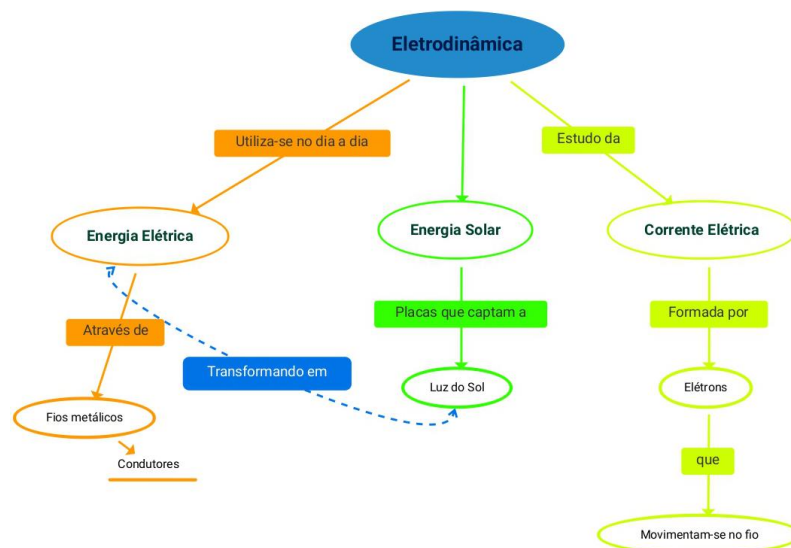 Eletrodinâmica
Utiliza-se no dia a dia
Estudo da
Energia Elétrica
Energia Solar
Corrente Elétrica
Através de
Placas que captam a
Formada por
Transformando em
Fios metálicos
Luz do Sol
Elétrons
Condutores
que
Movimentam-se no fio